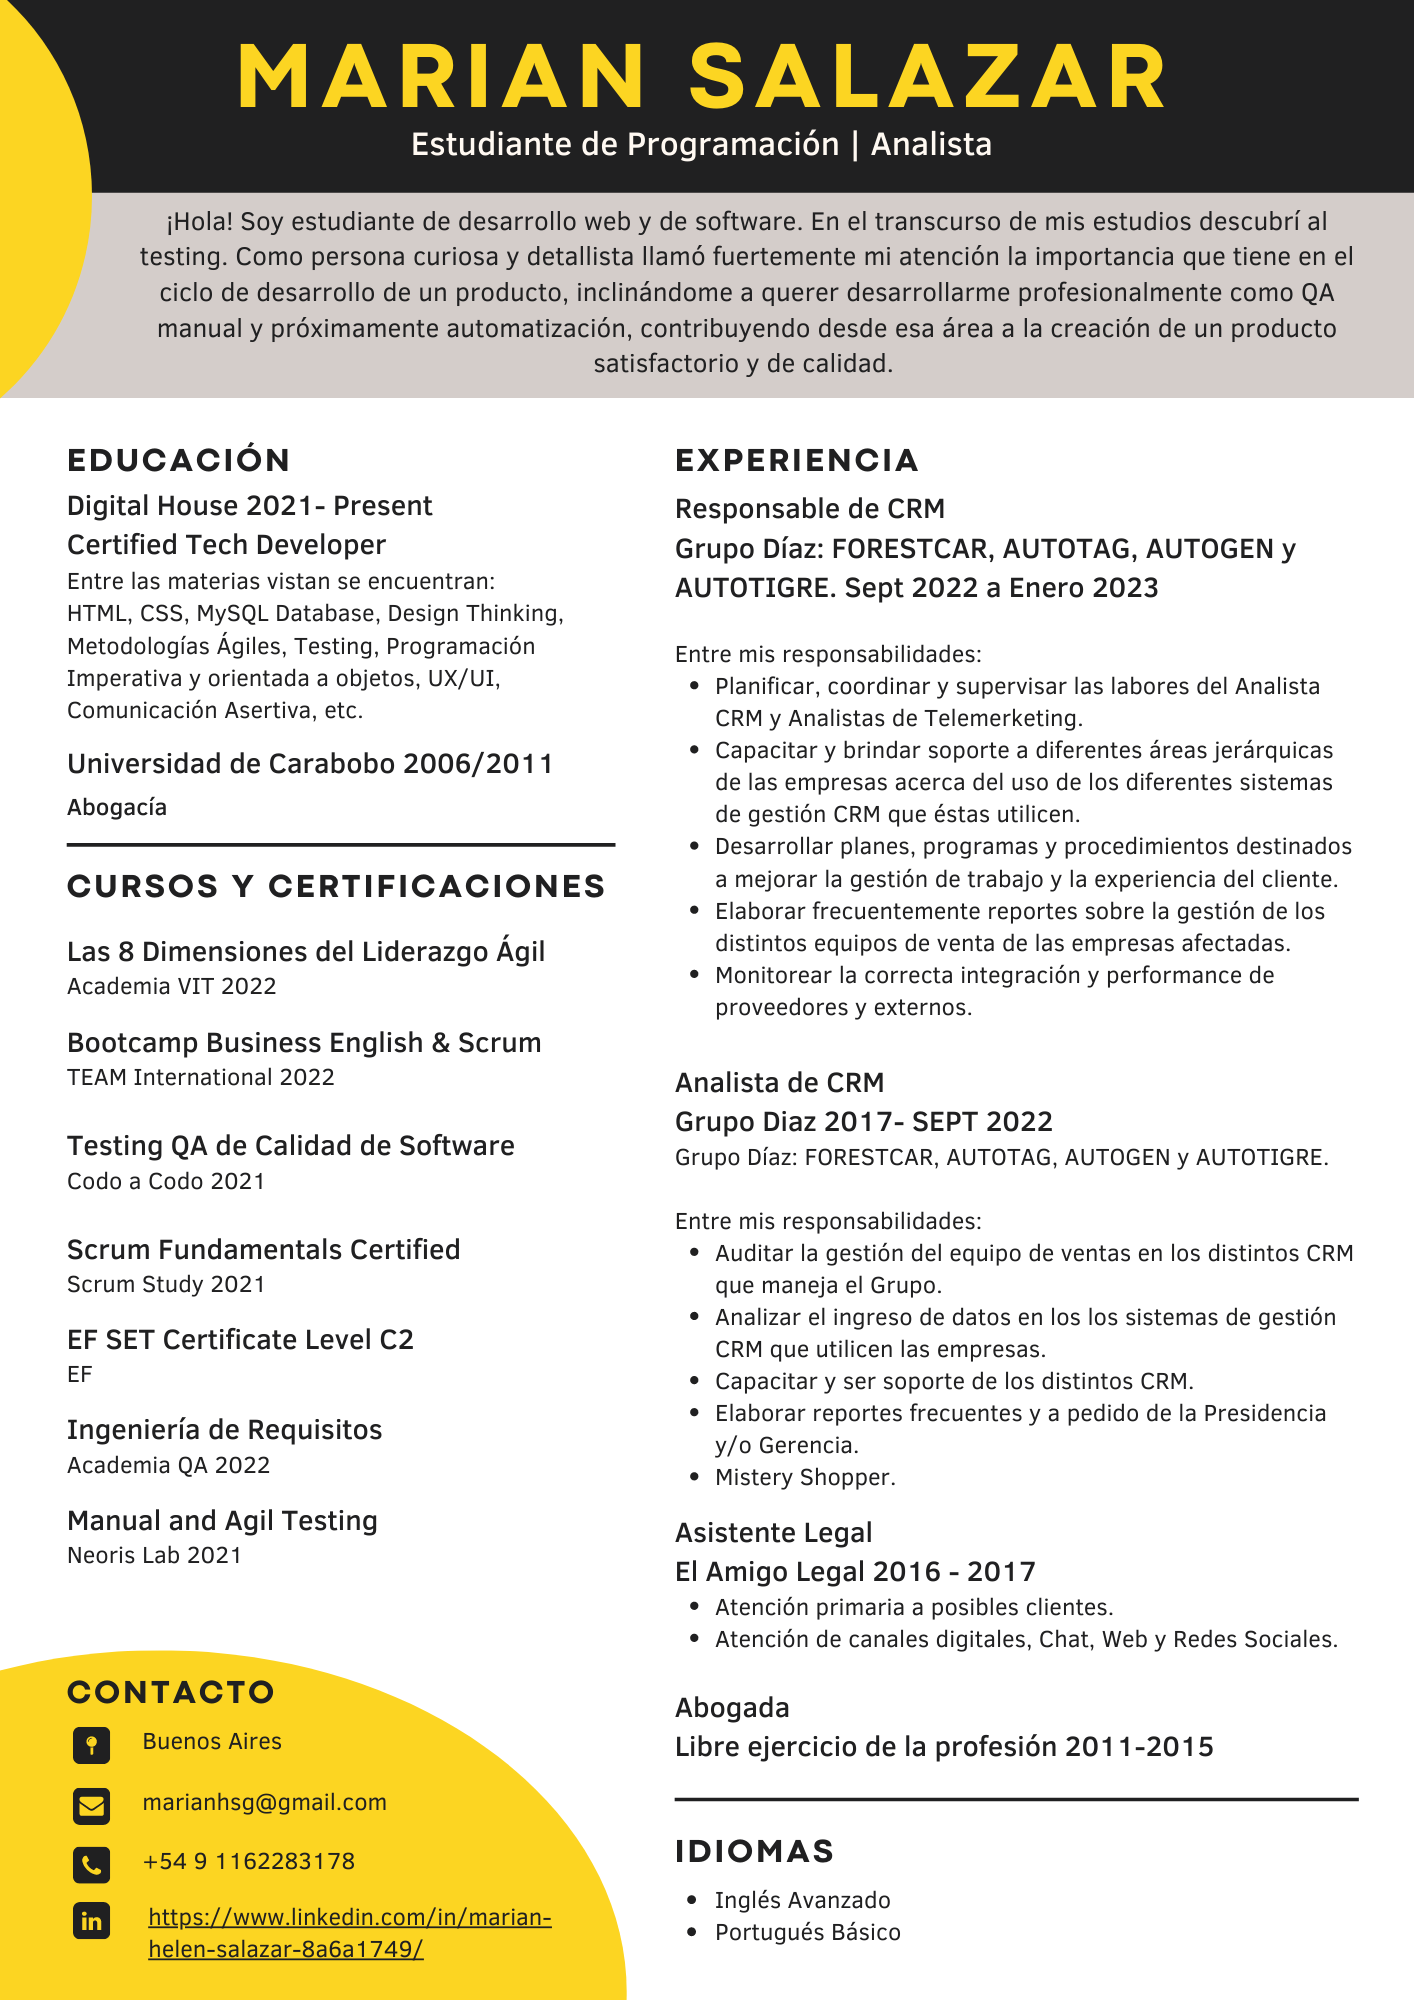 MARIAN SALAZAR
Estudiante de Programación | Analista
¡Hola! Soy estudiante de desarrollo web y de software. En el transcurso de mis estudios descubrí al
testing. Como persona curiosa y detallista llamó fuertemente mi atención la importancia que tiene en el
ciclo de desarrollo de un producto, inclinándome a querer desarrollarme profesionalmente como QA
manual y próximamente automatización, contribuyendo desde esa área a la creación de un producto
satisfactorio y de calidad.
EDUCACIÓN
Digital House 2021- Present
Certified Tech Developer
Entre las materias vistan se encuentran:
HTML, CSS, MySQL Database, Design Thinking,
Metodologías Ágiles, Testing, Programación
Imperativa y orientada a objetos, UX/UI,
Comunicación Asertiva, etc.
Universidad de Carabobo 2006/2011
Abogacía
CURSOS Y CERTIFICACIONES
Las 8 Dimensiones del Liderazgo Ágil
Academia VIT 2022
Bootcamp Business English & Scrum
TEAM International 2022
Testing QA de Calidad de Software
Codo a Codo 2021
Scrum Fundamentals Certified
Scrum Study 2021
EF SET Certificate Level C2
EF
Ingeniería de Requisitos
Academia QA 2022
Manual and Agil Testing
Neoris Lab 2021
CONTACTO
Buenos Aires
marianhsg@gmail.com
+54 9 1162283178
https://www.linkedin.com/in/marian-
helen-salazar-8a6a1749/
EXPERIENCIA
Responsable de CRM
Grupo Díaz: FORESTCAR, AUTOTAG, AUTOGEN y
AUTOTIGRE. Sept 2022 a Enero 2023
Entre mis responsabilidades:
• Planificar, coordinar y supervisar las labores del Analista
CRM y Analistas de Telemerketing.
• Capacitar y brindar soporte a diferentes áreas jerárquicas
de las empresas acerca del uso de los diferentes sistemas
de gestión CRM que éstas utilicen.
• Desarrollar planes, programas y procedimientos destinados
a mejorar la gestión de trabajo y la experiencia del cliente.
• Elaborar frecuentemente reportes sobre la gestión de los
distintos equipos de venta de las empresas afectadas.
• Monitorear la correcta integración y performance de
proveedores y externos.
Analista de CRM
Grupo Diaz 2017- SEPT 2022
Grupo Díaz: FORESTCAR, AUTOTAG, AUTOGEN y AUTOTIGRE.
Entre mis responsabilidades:
• Auditar la gestión del equipo de ventas en los distintos CRM
que maneja el Grupo.
• Analizar el ingreso de datos en los los sistemas de gestión
CRM que utilicen las empresas.
• Capacitar y ser soporte de los distintos CRM.
• Elaborar reportes frecuentes y a pedido de la Presidencia
y/o Gerencia.
• Mistery Shopper.
Asistente Legal
El Amigo Legal 2016 - 2017
• Atención primaria a posibles clientes.
• Atención de canales digitales, Chat, Web y Redes Sociales.
Abogada
Libre ejercicio de la profesión 2011-2015
IDIOMAS
• Inglés Avanzado
• Portugués Básico